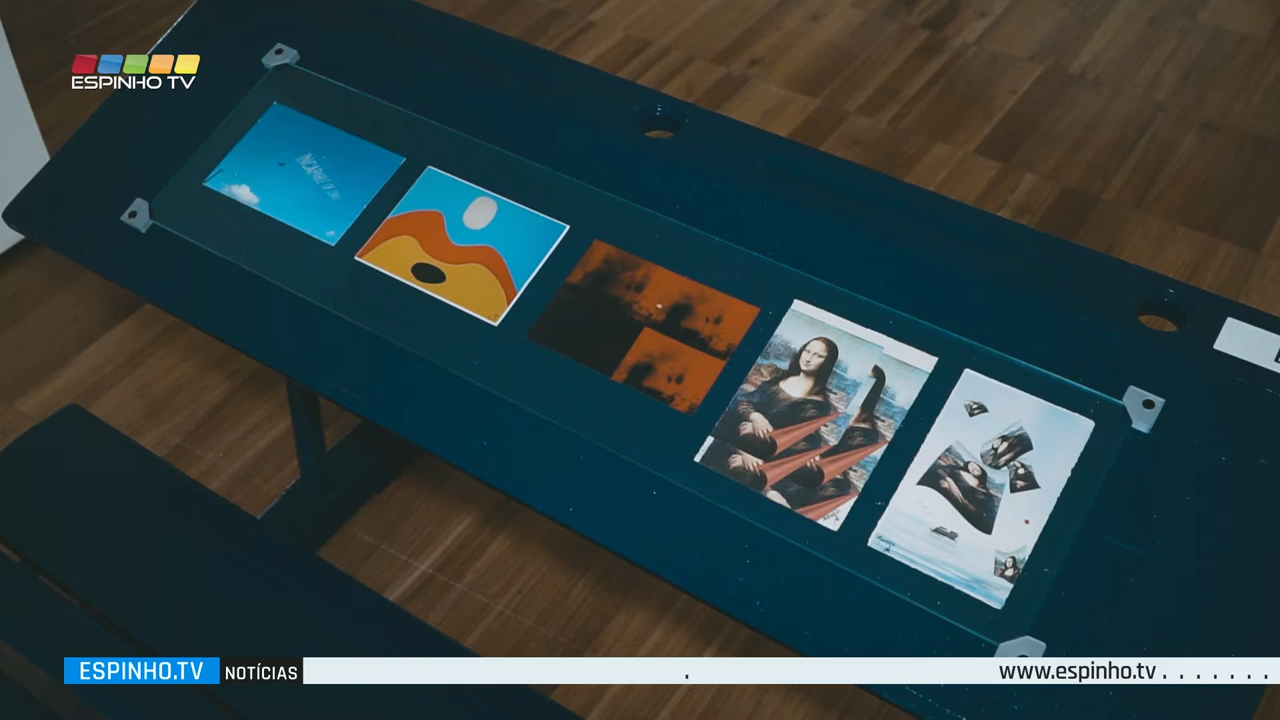 ESPINHO TV
ESPINHO.TV NOTÍCIAS . www.espinho.tv . . . . . . .